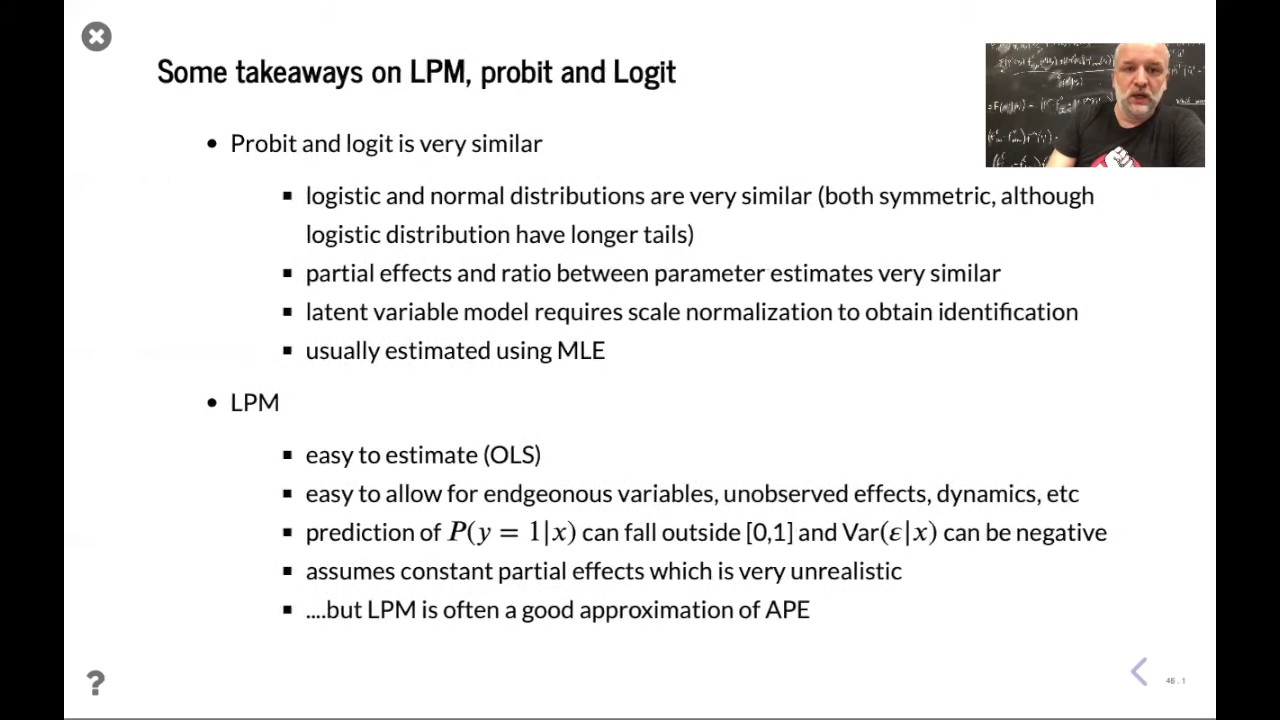 Some takeaways on LPM, probit and Logit
• Probit and logit is very similar
▪ logistic and normal distributions are very similar (both symmetric, although
logistic distribution have longer tails)
▪ partial effects and ratio between parameter estimates very similar
▪ latent variable model requires scale normalization to obtain identification
▪ usually estimated using MLE
• LPM
▪ easy to estimate (OLS)
▪ easy to allow for endgeonous variables, unobserved effects, dynamics, etc
▪ prediction of P(y = 1|x) can fall outside [0,1] and Var(ε|x) can be negative
▪ assumes constant partial effects which is very unrealistic
▪ ....but LPM is often a good approximation of APE
?
45 . 1